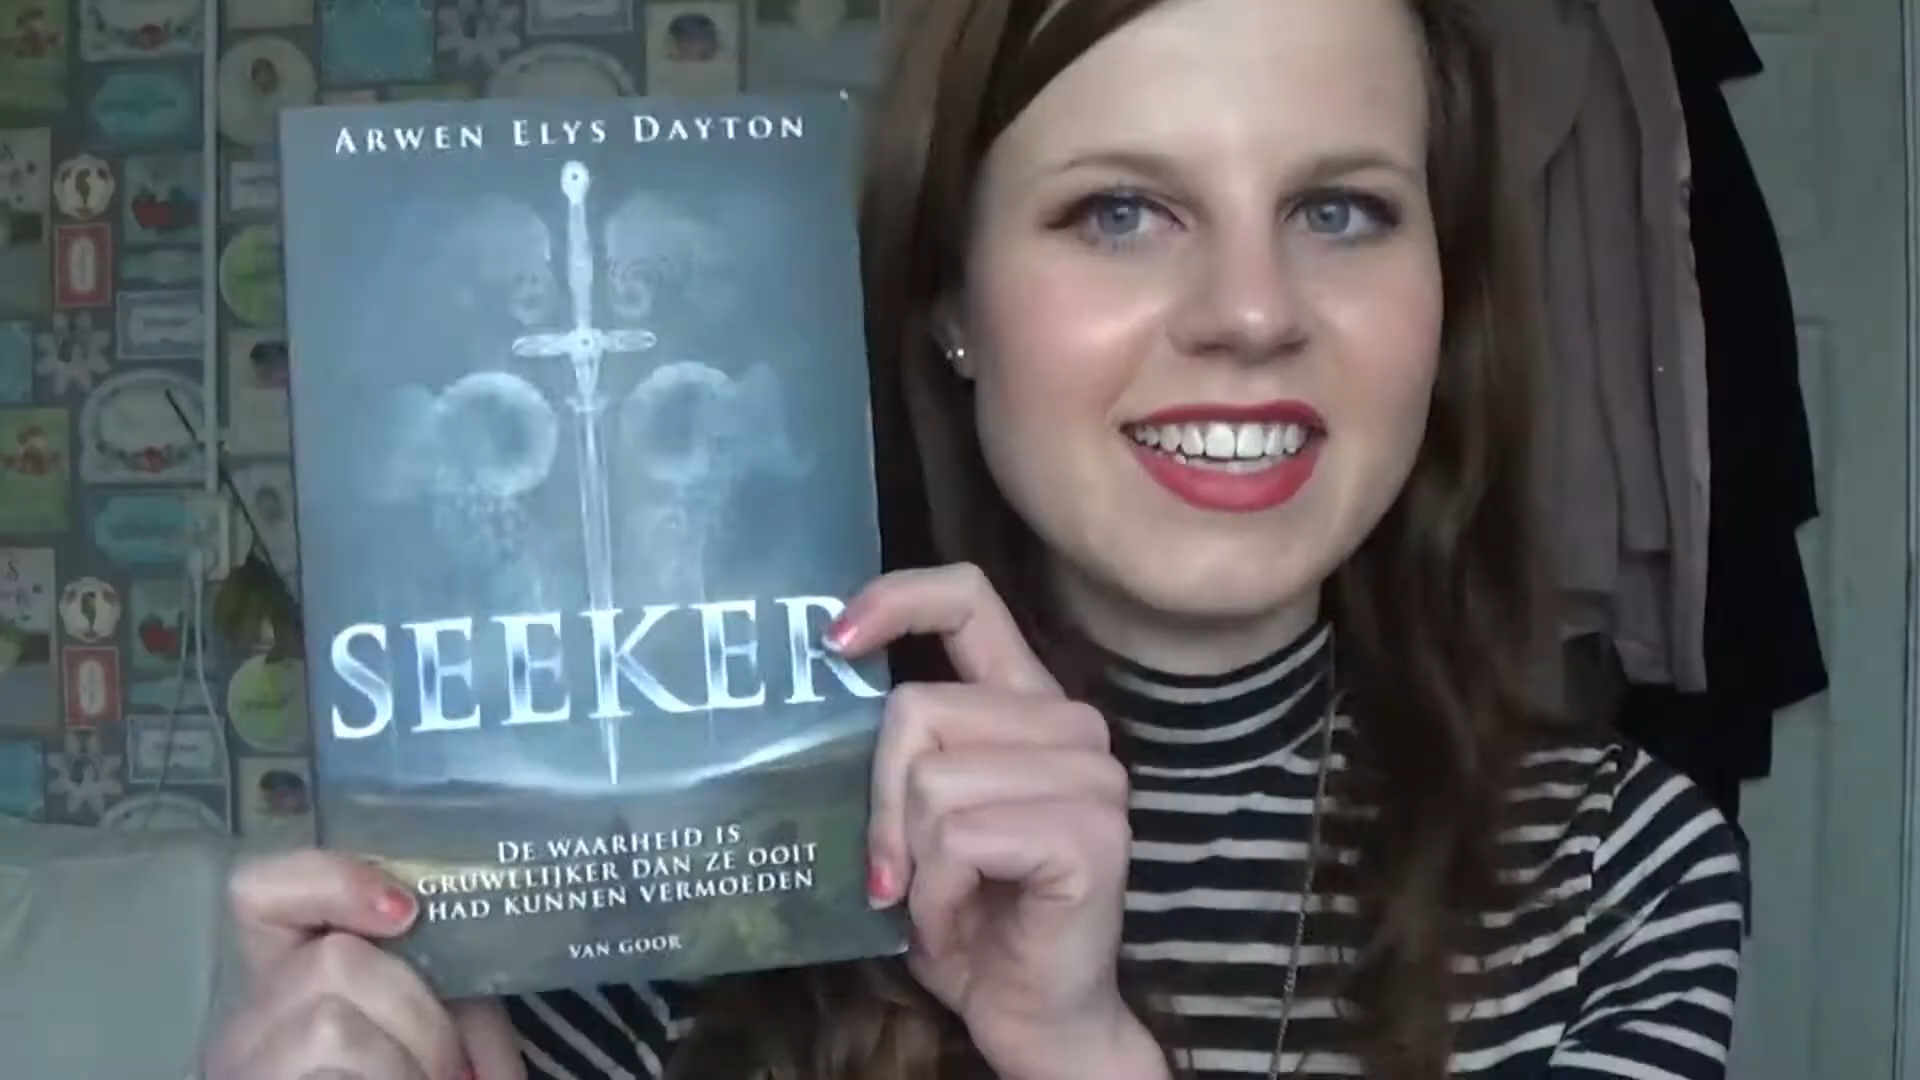 ARWEN ELYS DAYTON
SEEKER
DE WAARHEID IS
GRUWELIJKER DAN ZE OOIT
HAD KUNNEN VERMOEDEN
VAN GOOR